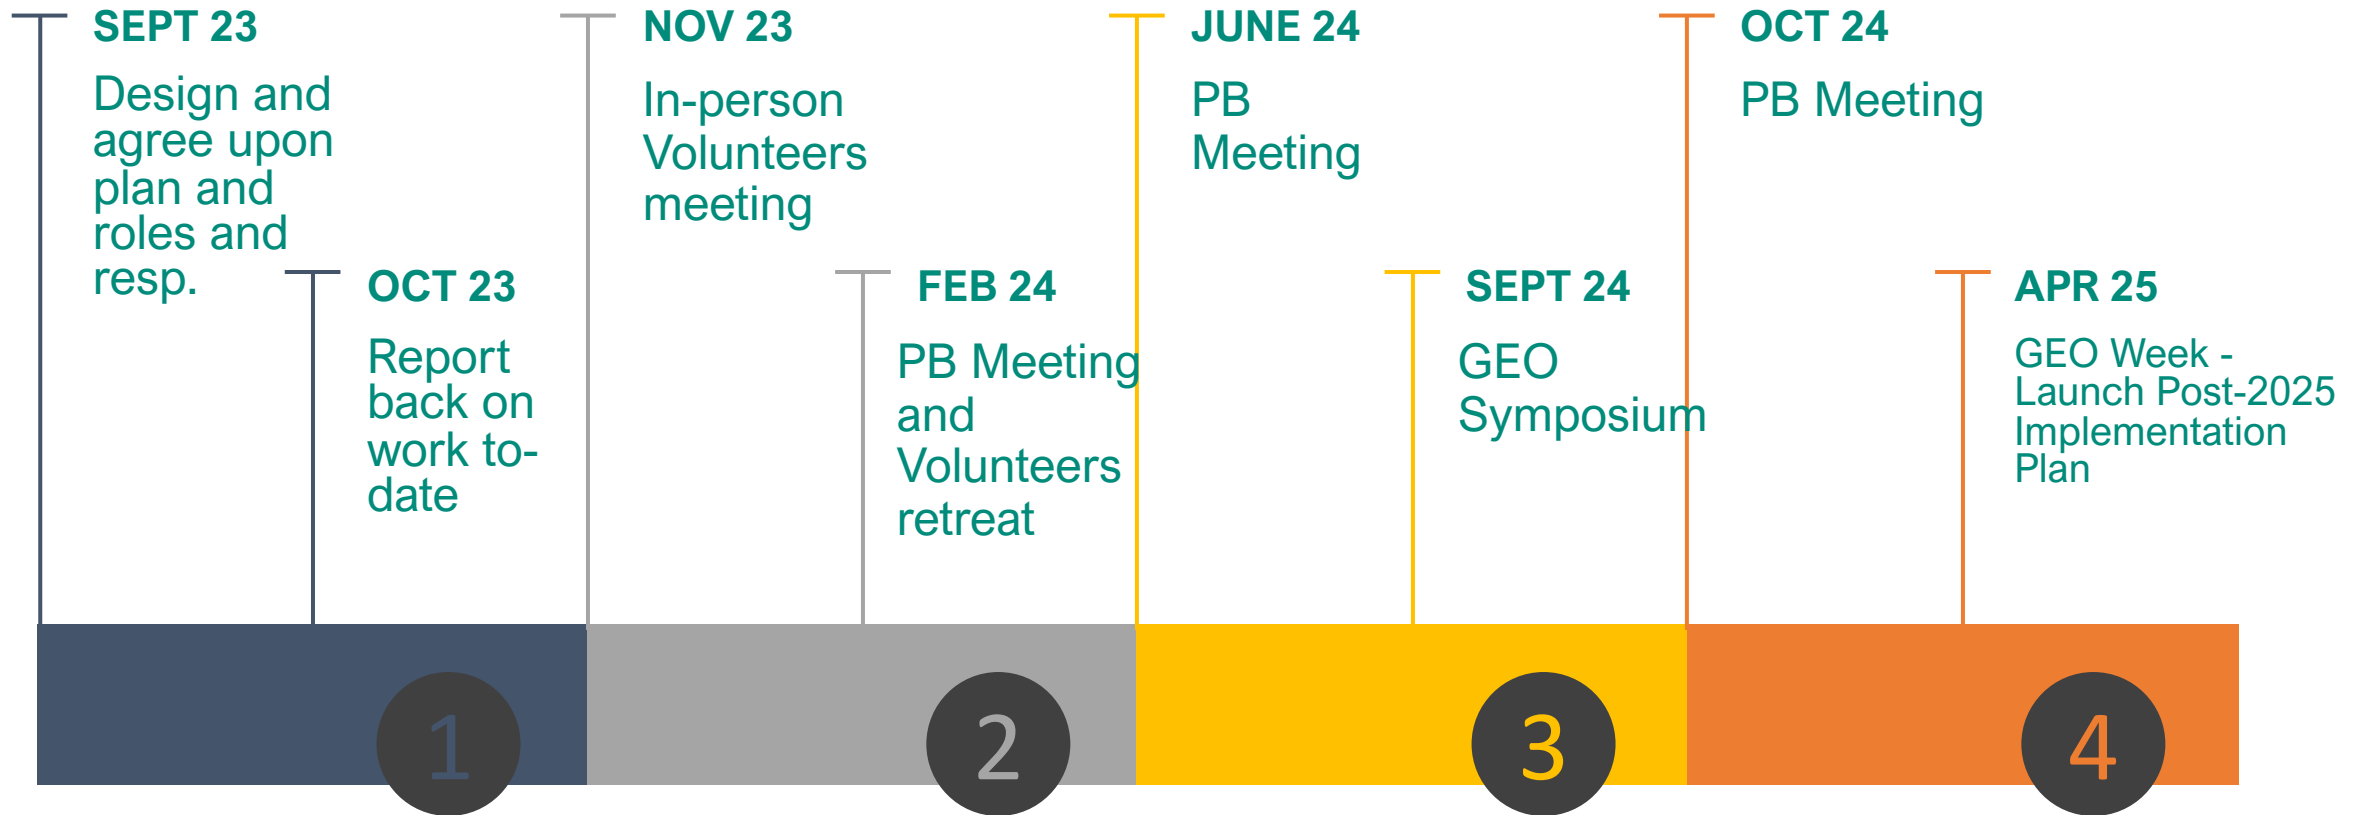 SEPT 23
Design and
agree upon
plan and
roles and
resp.
OCT 23
Report
back on
work to-
date
NOV 23
In-person
Volunteers
meeting
FEB 24
PB Meeting
and
Volunteers
retreat
JUNE 24
PB
Meeting
SEPT 24
GEO
Symposium
OCT 24
PB Meeting
APR 25
GEO Week -
Launch Post-2025
Implementation
Plan
1
2
3
4